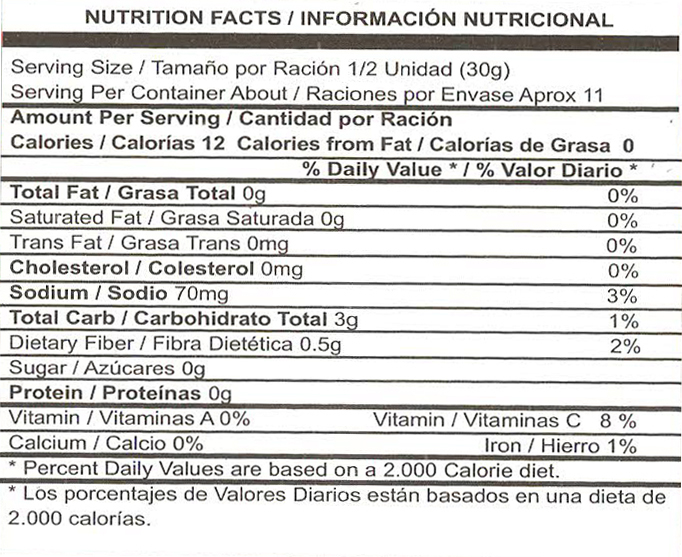 NUTRITION FACTS / INFORMACIÓN NUTRICIONAL
Serving Size / Tamaño por Ración 1/2 Unidad (30g)
Serving Per Container About / Raciones por Envase Aprox 11
Amount Per Serving / Cantidad por Ración
Calories / Calorías 12 Calories from Fat / Calorías de Grasa 0
% Daily Value * / % Valor Diario *
Total Fat / Grasa Total 0g 0%
Saturated Fat / Grasa Saturada 0g 0%
Trans Fat / Grasa Trans 0mg 0%
Cholesterol / Colesterol 0mg 0%
Sodium / Sodio 70mg 3%
Total Carb / Carbohidrato Total 3g 1%
Dietary Fiber / Fibra Dietética 0.5g 2%
Sugar / Azúcares 0g
Protein / Proteínas 0g
Vitamin / Vitaminas A 0% Vitamin / Vitaminas C 8 %
Calcium / Calcio 0% Iron / Hierro 1%
* Percent Daily Values are based on a 2.000 Calorie diet.
* Los porcentajes de Valores Diarios están basados en una dieta de
2.000 calorías.